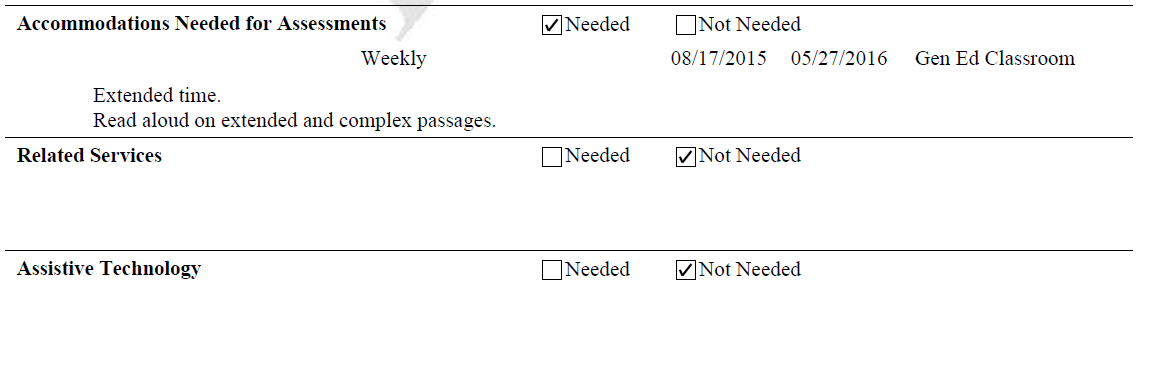 Accommodations Needed for Assessments ✓Needed Not Needed
Weekly 08/17/2015 05/27/2016 Gen Ed Classroom
Extended time.
Read aloud on extended and complex passages.
Related Services Needed ✓Not Needed
Assistive Technology Needed ✓Not Needed